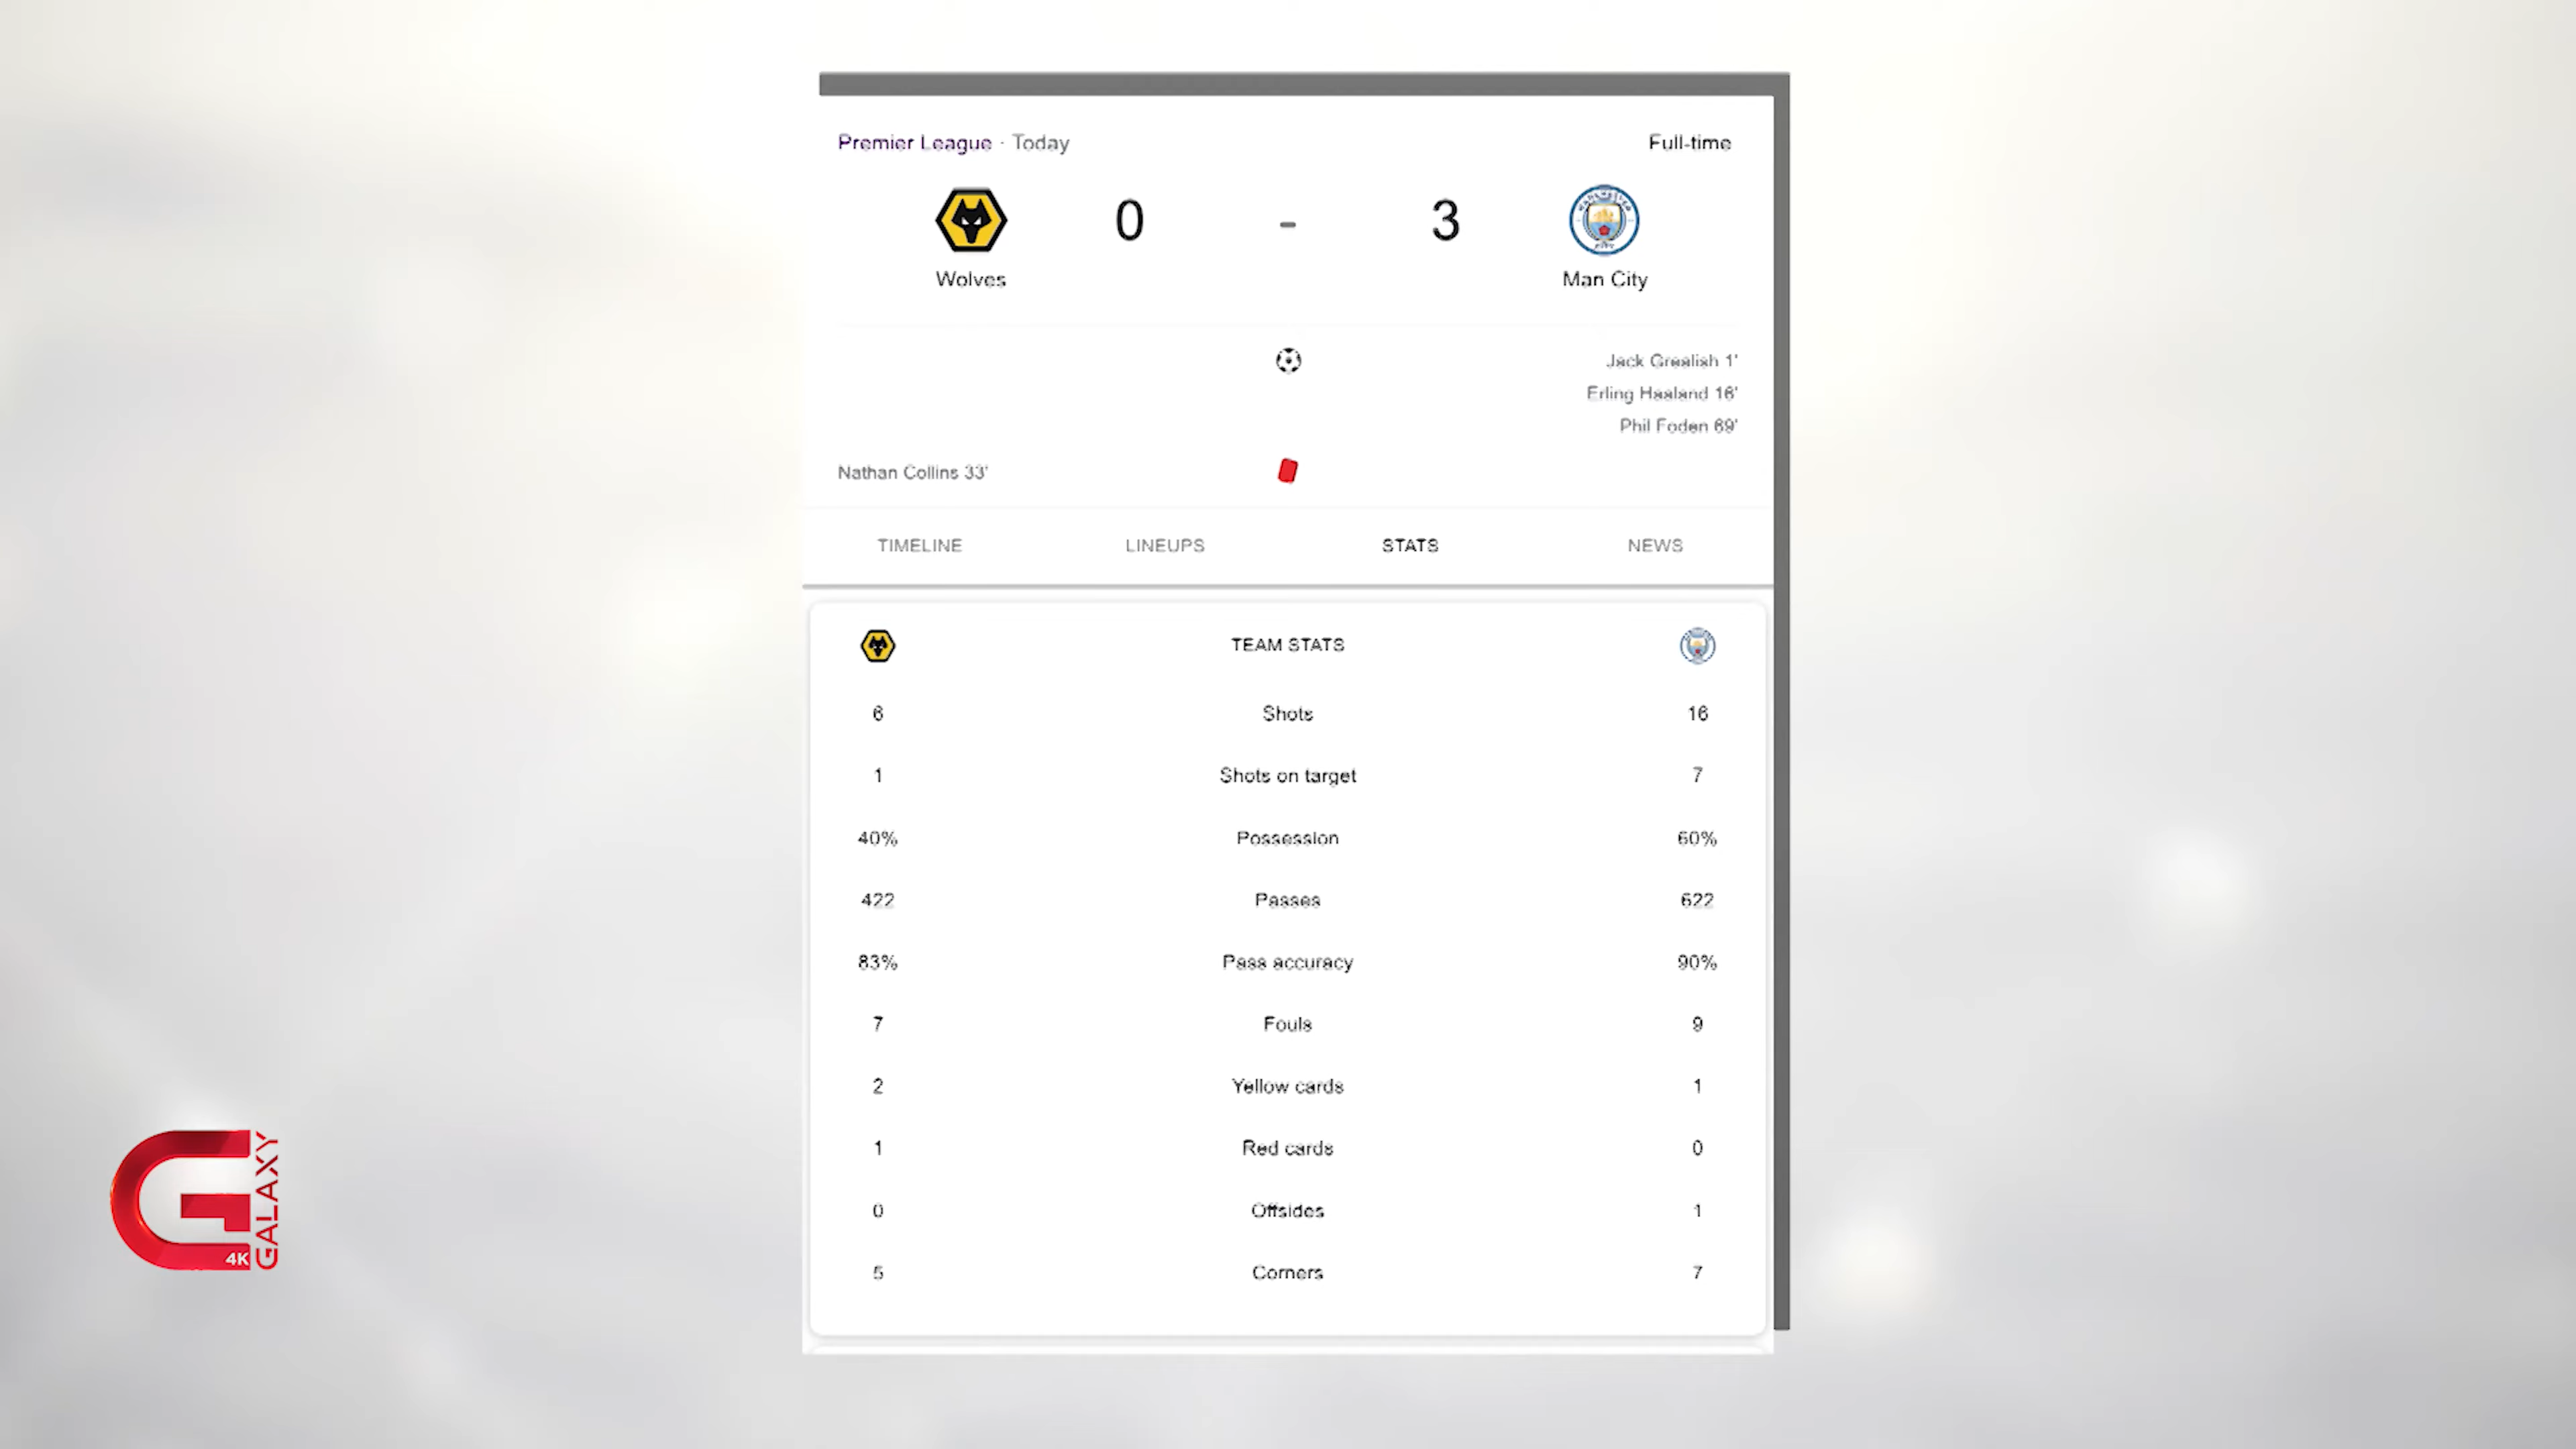 Premier League · Today Full-time
0 - 3
Wolves Man City
Jack Grealish 1'
Erling Haaland 16'
Phil Foden 69'
Nathan Collins 33'
TIMELINE LINEUPS STATS NEWS
TEAM STATS
6 Shots 16
1 Shots on target 7
40% Possession 60%
422 Passes 622
83% Pass accuracy 90%
7 Fouls 9
2 Yellow cards 1
1 Red cards 0
0 Offsides 1
5 Corners 7
GALAXY
4K